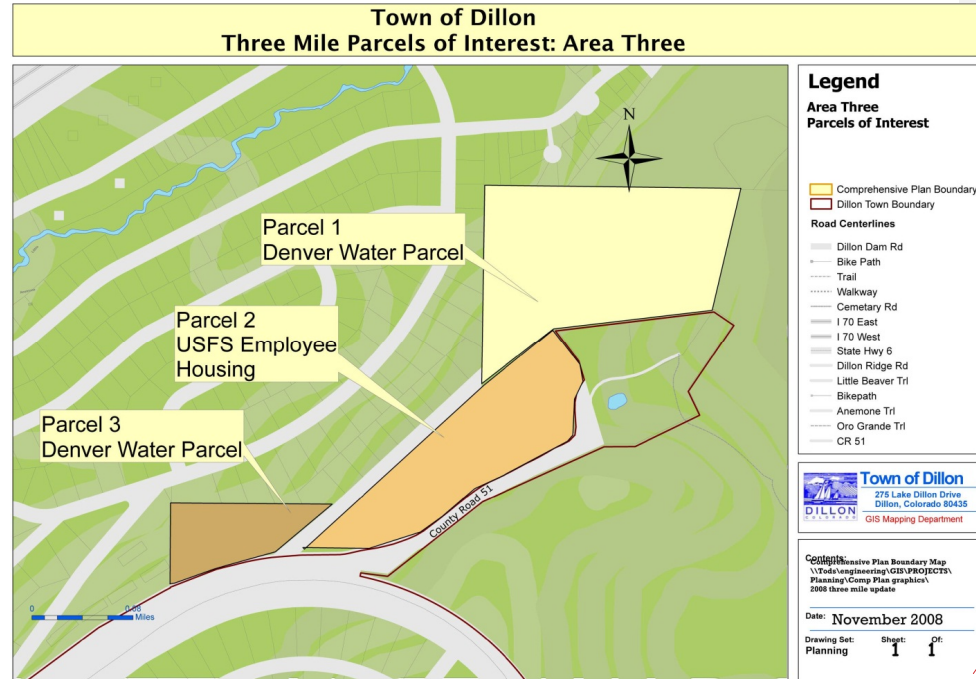 Town of Dillon
Three Mile Parcels of Interest: Area Three
N
Parcel 1
Denver Water Parcel
Parcel 2
USFS Employee
Housing
Parcel 3
Denver Water Parcel
County Road 51
0
0.08
Miles
Legend
Area Three
Parcels of Interest
Comprehensive Plan Boundary
Dillon Town Boundary
Road Centerlines
Dillon Dam Rd
Bike Path
Trail
Walkway
Cemetary Rd
I 70 East
I 70 West
State Hwy 6
Dillon Ridge Rd
Little Beaver Trl
Bikepath
Anemone Trl
Oro Grande Trl
CR 51
DILLON
COLORADO
Town of Dillon
275 Lake Dillon Drive
Dillon, Colorado 80435
GIS Mapping Department
Contents:
Comprehensive Plan Boundary Map
\\Tods\engineering\GIS\PROJECTS\
Planning\Comp Plan graphics\
2008 three mile update
Date: November 2008
Drawing Set: Sheet: Of:
Planning 1 1